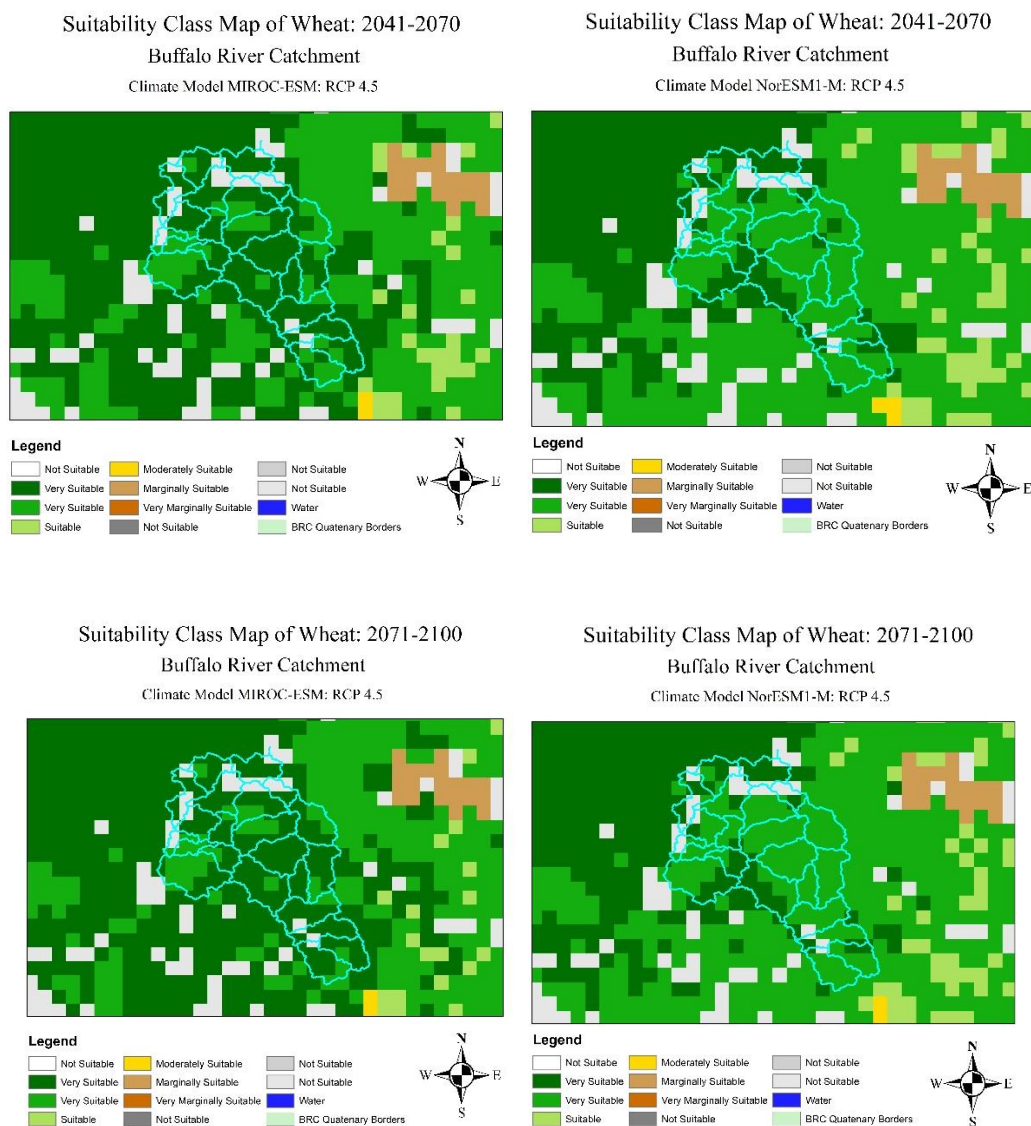 Suitability Class Map of Wheat: 2041-2070
Buffalo River Catchment
Climate Model MIROC-ESM: RCP 4.5
Legend
Not Suitable
Very Suitable
Very Suitable
Suitable
Moderately Suitable
Marginally Suitable
Very Marginally Suitable
Not Suitable
Not Suitable
Not Suitable
Water
BRC Quatenary Borders
N
W
E
S
Suitability Class Map of Wheat: 2041-2070
Buffalo River Catchment
Climate Model NorESM1-M: RCP 4.5
Legend
Not Suitabe
Very Suitable
Very Suitable
Suitable
Moderately Suitable
Marginally Suitable
Very Marginally Suitable
Not Suitable
Not Suitable
Not Suitable
Water
BRC Quatenary Borders
N
W
E
S
Suitability Class Map of Wheat: 2071-2100
Buffalo River Catchment
Climate Model MIROC-ESM: RCP 4.5
Legend
Not Suitable
Very Suitable
Very Suitable
Suitable
Moderately Suitable
Marginally Suitable
Very Marginally Suitable
Not Suitable
Not Suitable
Not Suitable
Water
BRC Quatenary Borders
N
W
E
S
Suitability Class Map of Wheat: 2071-2100
Buffalo River Catchment
Climate Model NorESM1-M: RCP 4.5
Legend
Not Suitabe
Very Suitable
Very Suitable
Suitable
Moderately Suitable
Marginally Suitable
Very Marginally Suitable
Not Suitable
Not Suitable
Not Suitable
Water
BRC Quatenary Borders
N
W
E
S